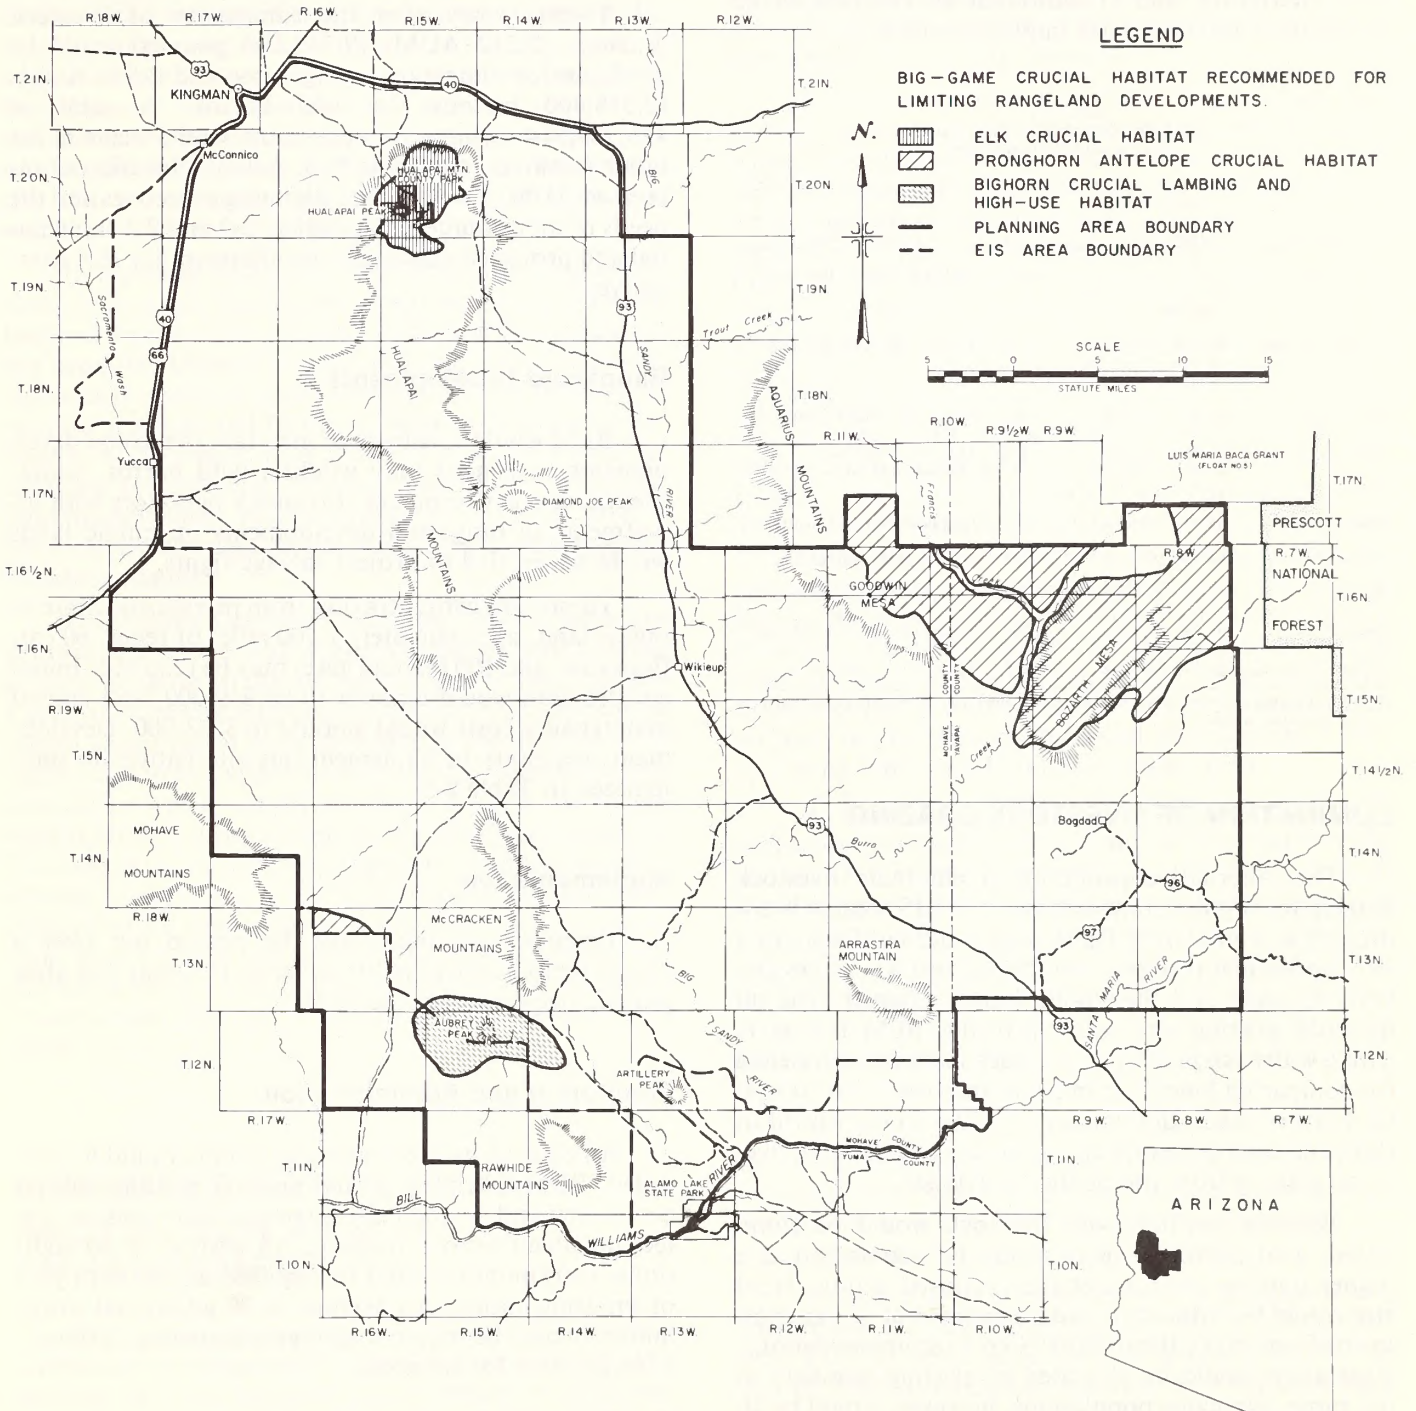 LEGEND
BIG-GAME CRUCIAL HABITAT RECOMMENDED FOR
LIMITING RANGELAND DEVELOPMENTS.
ELK CRUCIAL HABITAT
PRONGHORN ANTELOPE CRUCIAL HABITAT
BIGHORN CRUCIAL LAMBING AND
HIGH-USE HABITAT
PLANNING AREA BOUNDARY
EIS AREA BOUNDARY
N.
SCALE
5 0 5 10 15
STATUTE MILES
R.18W. R.17W. R.16W. R.15W. R.14W. R.13W. R.12W.
T.21N. T.21N.
93
40
KINGMAN
McConnico
T.20N. T.20N.
HUALAPAI MTN
COUNTY PARK
HUALAPAI PEAK
BIG
T.19N. T.19N.
Sacramento
Wash
40
93
Trout Creek
66
SANDY
HUALAPAI
T.18N. T.18N.
AQUARIUS
R.11W. R.10W. R.9½W R.9W.
LUIS MARIA BACA GRANT
(FLOAT NO.5)
Yucca
T.17N. T.17N.
DIAMOND JOE PEAK
RIVER
MOUNTAINS
Francis
PRESCOTT
MOUNTAINS
R.8W. R.7W.
NATIONAL
T.16½N.
Creek
GOODWIN
MESA
T.16N.
FOREST
T.16N.
Wikieup
BOZARTH MESA
MOHAVE COUNTY
YAVAPAI COUNTY
T.15N.
R.19W.
T.15N.
Creek
T.14½N.
MOHAVE
MOUNTAINS
93
Burro
Bagdad
T.14N. T.14N.
96
R.18W.
McCRACKEN
MOUNTAINS
97
ARRASTRA
MOUNTAIN
T.13N. T.13N.
BIG
SANDY
RIVER
SANTA MARIA RIVER
AUBREY
PEAK
93
T.12N. T.12N.
ARTILLERY
PEAK
R.17W. R.9W. R.8W. R.7W.
MOHAVE COUNTY
YUMA COUNTY
T.11N. T.11N.
RAWHIDE
MOUNTAINS
ALAMO LAKE
STATE PARK
BILL
WILLIAMS
RIVER
T.10N. T.10N.
R.16W. R.15W. R.14W. R.13W. R.12W. R.11W. R.10W.
ARIZONA